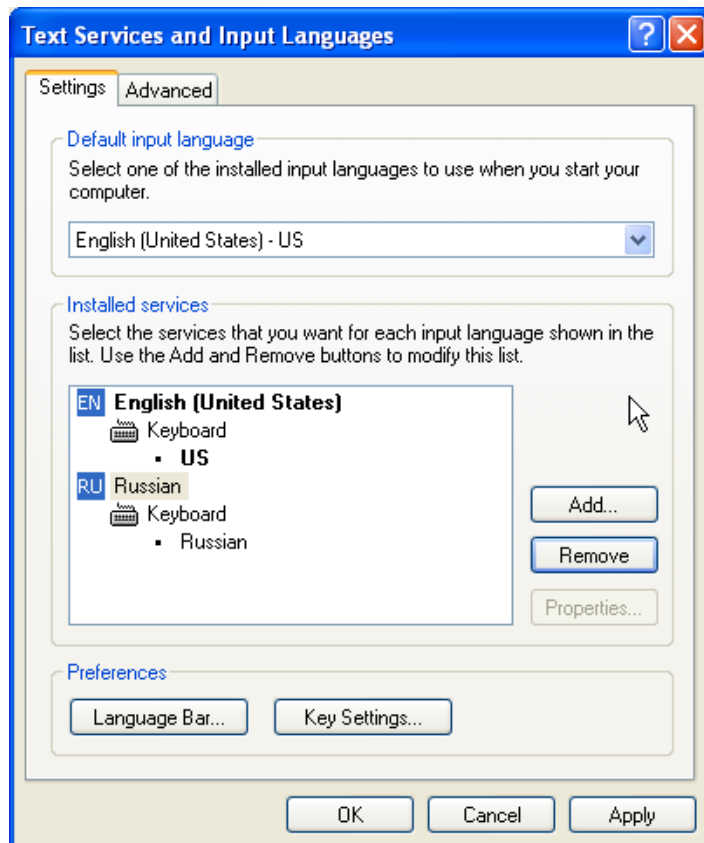 Text Services and Input Languages
Settings
Advanced
Default input language
Select one of the installed input languages to use when you start your
computer.
English (United States) - US
Installed services
Select the services that you want for each input language shown in the
list. Use the Add and Remove buttons to modify this list.
EN English (United States)
Keyboard
• US
RU Russian
Keyboard
• Russian
Add...
Remove
Properties...
Preferences
Language Bar...
Key Settings...
OK
Cancel
Apply